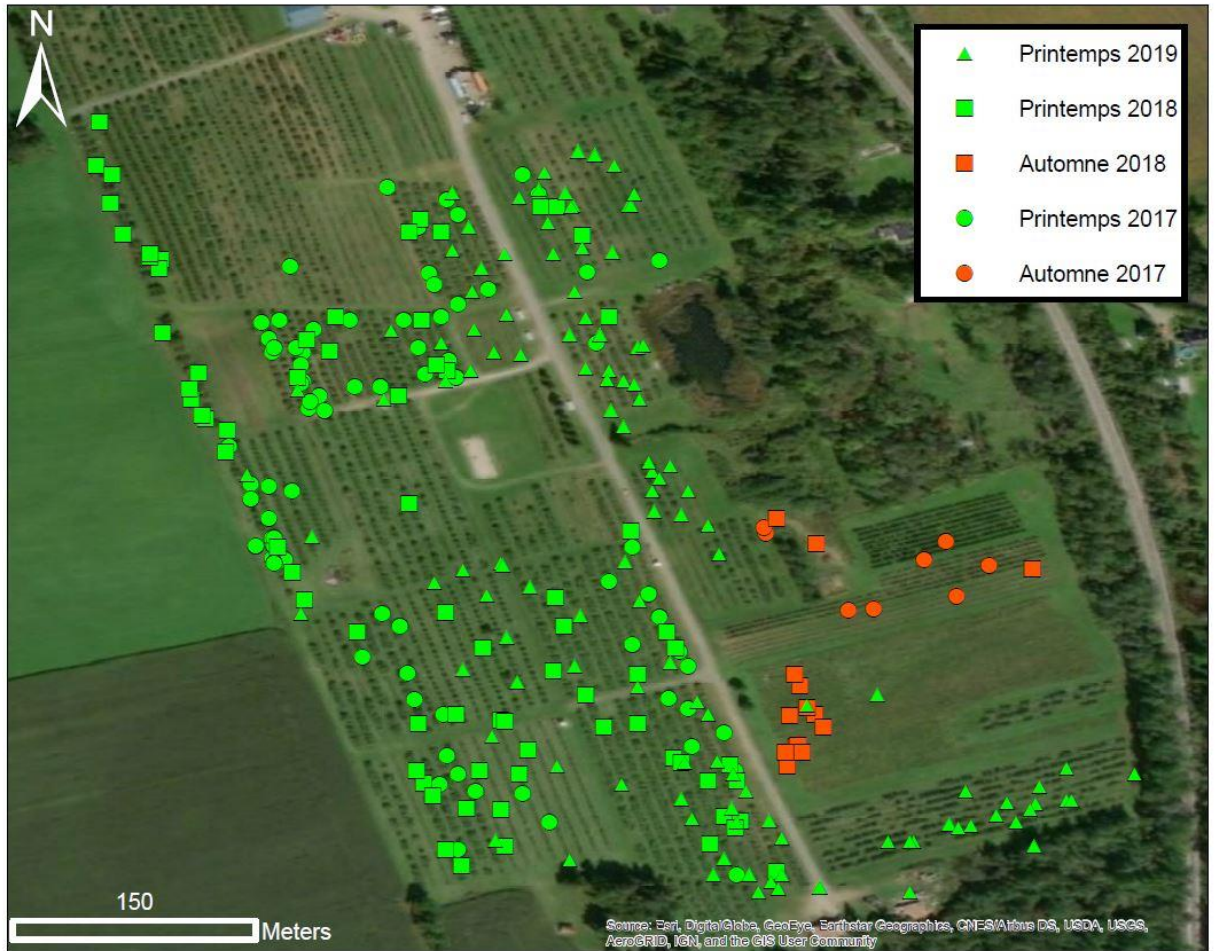 N
Printemps 2019
Printemps 2018
Automne 2018
Printemps 2017
Automne 2017
150
Meters
Source: Esri, DigitalGlobe, GeoEye, Earthstar Geographics, CNES/Airbus DS, USDA, USGS,
AeroGRID, IGN, and the GIS User Community